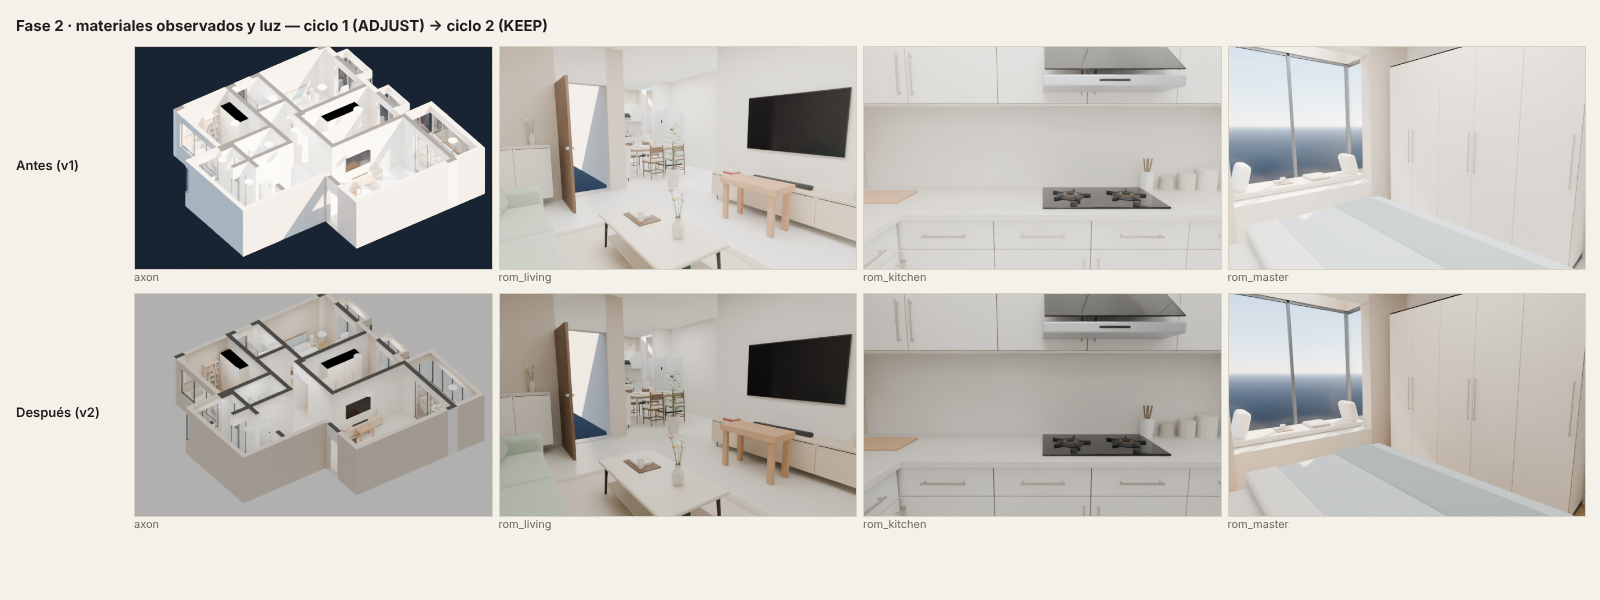 Fase 2 · materiales observados y luz — ciclo 1 (ADJUST) → ciclo 2 (KEEP)
Antes (v1)
axon
rom_living
rom_kitchen
rom_master
Después (v2)
axon
rom_living
rom_kitchen
rom_master